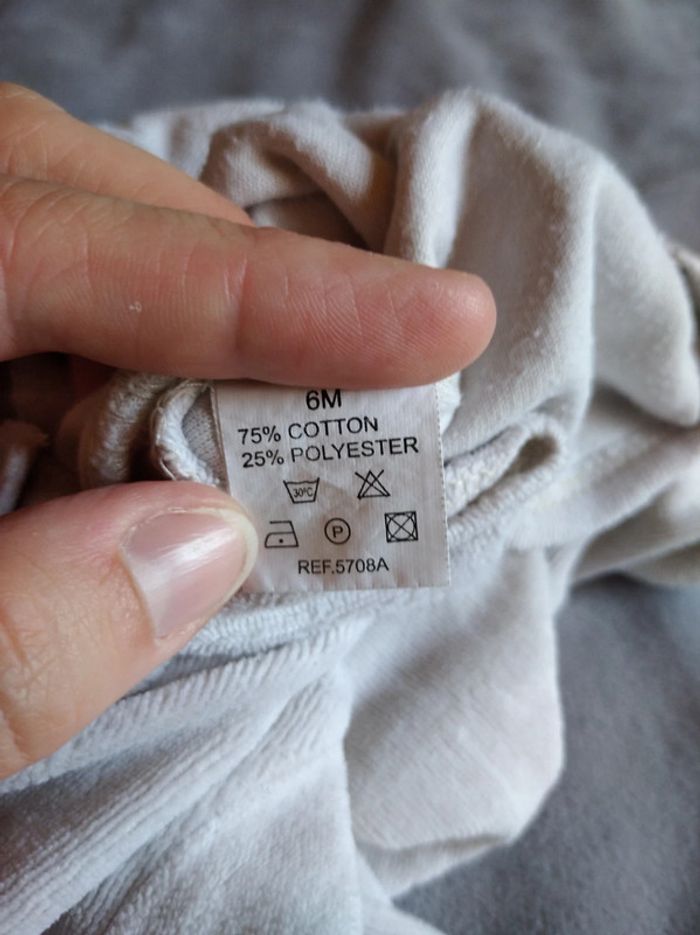 6M
75% COTTON
25% POLYESTER
30°C
P
REF.5708A